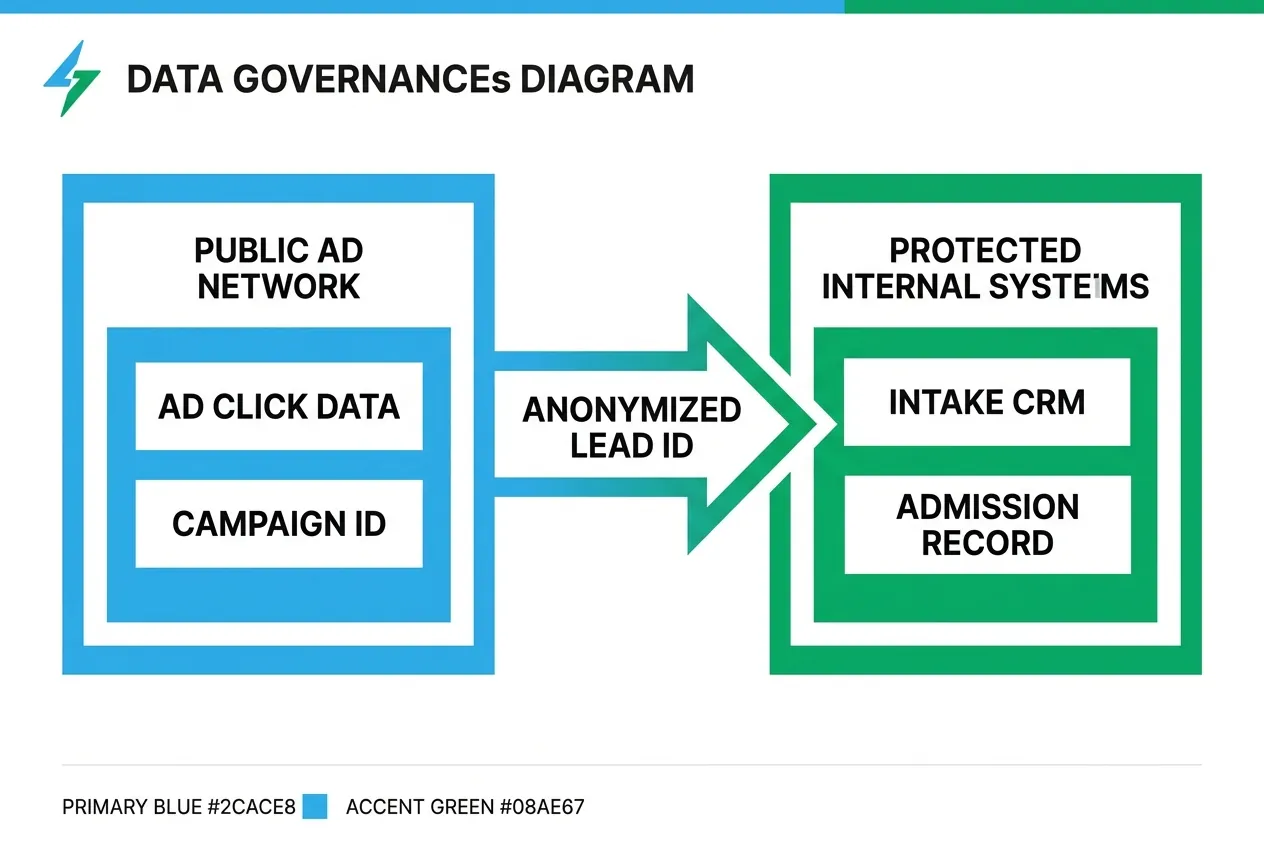 DATA GOVERNANCEs DIAGRAM
PUBLIC AD
NETWORK
AD CLICK DATA
CAMPAIGN ID
ANONYMIZED
LEAD ID
PROTECTED
INTERNAL SYSTEMS
INTAKE CRM
ADMISSION
RECORD
PRIMARY BLUE #2CACE8
ACCENT GREEN #08AE67